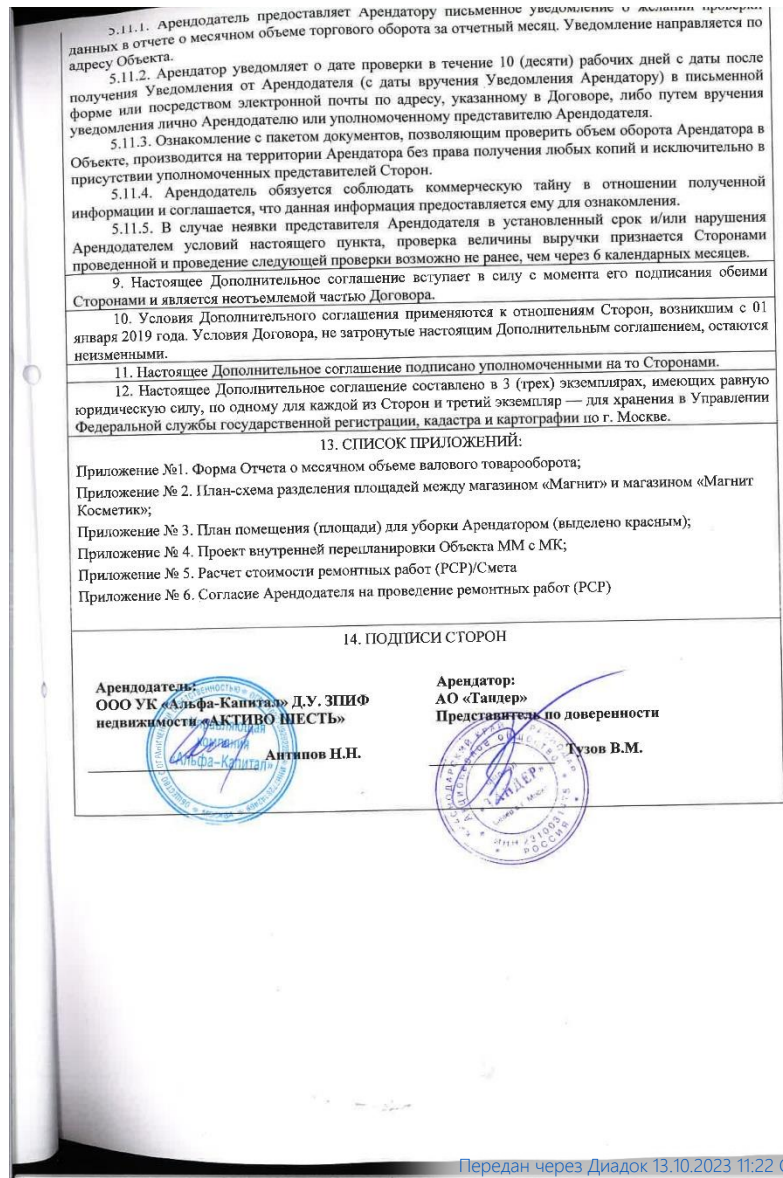 5.11.1. Арендодатель предоставляет Арендатору письменное уведомление о желании проверки
данных в отчете о месячном объеме торгового оборота за отчетный месяц. Уведомление направляется по
адресу Объекта.
5.11.2. Арендатор уведомляет о дате проверки в течение 10 (десяти) рабочих дней с даты после
получения Уведомления от Арендодателя (с даты вручения Уведомления Арендатору) в письменной
форме или посредством электронной почты по адресу, указанному в Договоре, либо путем вручения
уведомления лично Арендодателю или уполномоченному представителю Арендодателя.
5.11.3. Ознакомление с пакетом документов, позволяющим проверить объем оборота Арендатора в
Объекте, производится на территории Арендатора без права получения любых копий и исключительно в
присутствии уполномоченных представителей Сторон.
5.11.4. Арендодатель обязуется соблюдать коммерческую тайну в отношении полученной
информации и соглашается, что данная информация предоставляется ему для ознакомления.
5.11.5. В случае неявки представителя Арендодателя в установленный срок и/или нарушения
Арендодателем условий настоящего пункта, проверка величины выручки признается Сторонами
проведенной и проведение следующей проверки возможно не ранее, чем через 6 календарных месяцев.
9. Настоящее Дополнительное соглашение вступает в силу с момента его подписания обеими
Сторонами и является неотъемлемой частью Договора.
10. Условия Дополнительного соглашения применяются к отношениям Сторон, возникшим с 01
января 2019 года. Условия Договора, не затронутые настоящим Дополнительным соглашением, остаются
неизменными.
11. Настоящее Дополнительное соглашение подписано уполномоченными на то Сторонами.
12. Настоящее Дополнительное соглашение составлено в 3 (трех) экземплярах, имеющих равную
юридическую силу, по одному для каждой из Сторон и третий экземпляр — для хранения в Управлении
Федеральной службы государственной регистрации, кадастра и картографии по г. Москве.
13. СПИСОК ПРИЛОЖЕНИЙ:
Приложение №1. Форма Отчета о месячном объеме валового товарооборота;
Приложение № 2. План-схема разделения площадей между магазином «Магнит» и магазином «Магнит
Косметик»;
Приложение № 3. План помещения (площади) для уборки Арендатором (выделено красным);
Приложение № 4. Проект внутренней перепланировки Объекта ММ с МК;
Приложение № 5. Расчет стоимости ремонтных работ (РСР)/Смета
Приложение № 6. Согласие Арендодателя на проведение ремонтных работ (РСР)
14. ПОДПИСИ СТОРОН
Арендодатель:
ООО УК «Альфа-Капитал» Д.У. ЗПИФ
недвижимости «АКТИВО ШЕСТЬ»
Антипов Н.Н.
Управляющая
компания
«Альфа-Капитал»
Арендатор:
АО «Тандер»
Представитель по доверенности
Тузов В.М.
«ТАНДЕР»
РОССИЯ
Передан через Диадок 13.10.2023 11:22